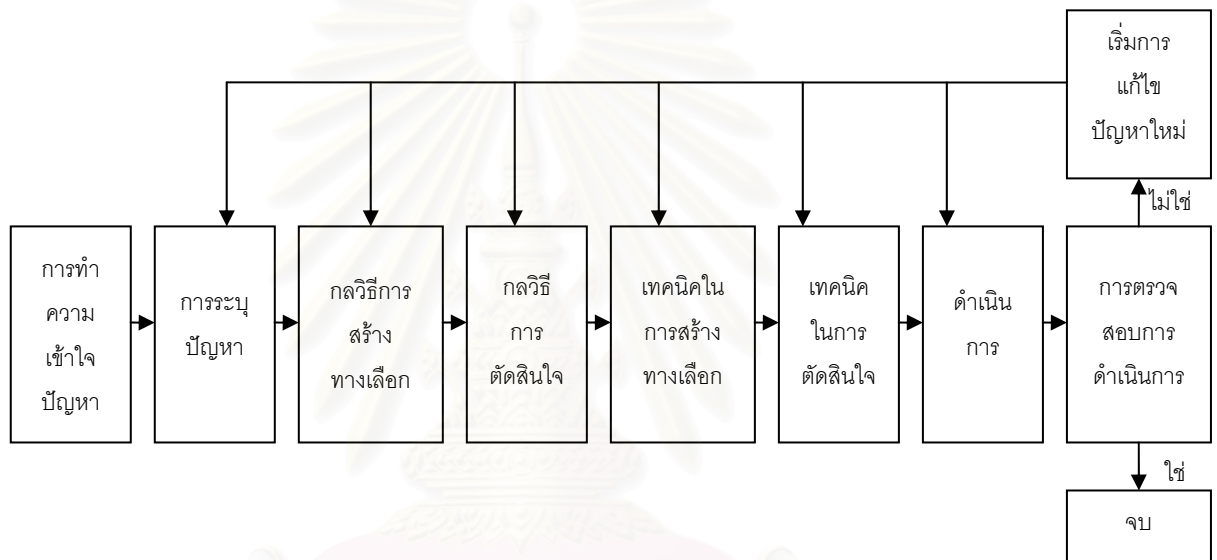 เริ่มการ
แก้ไข
ปัญหาใหม่
ไม่ใช่
การทำ
ความ
เข้าใจ
ปัญหา
การระบุ
ปัญหา
กลวิธีการ
สร้าง
ทางเลือก
กลวิธี
การ
ตัดสินใจ
เทคนิคใน
การสร้าง
ทางเลือก
เทคนิค
ในการ
ตัดสินใจ
ดำเนิน
การ
การตรวจ
สอบการ
ดำเนินการ
ใช่
จบ